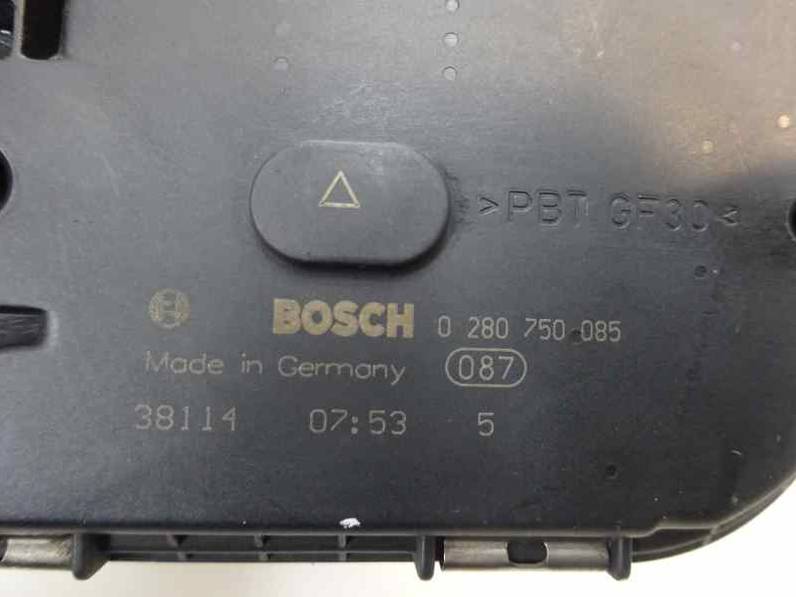 >PBT GF30<
BOSCH 0 280 750 085
Made in Germany 087
38114 07:53 5